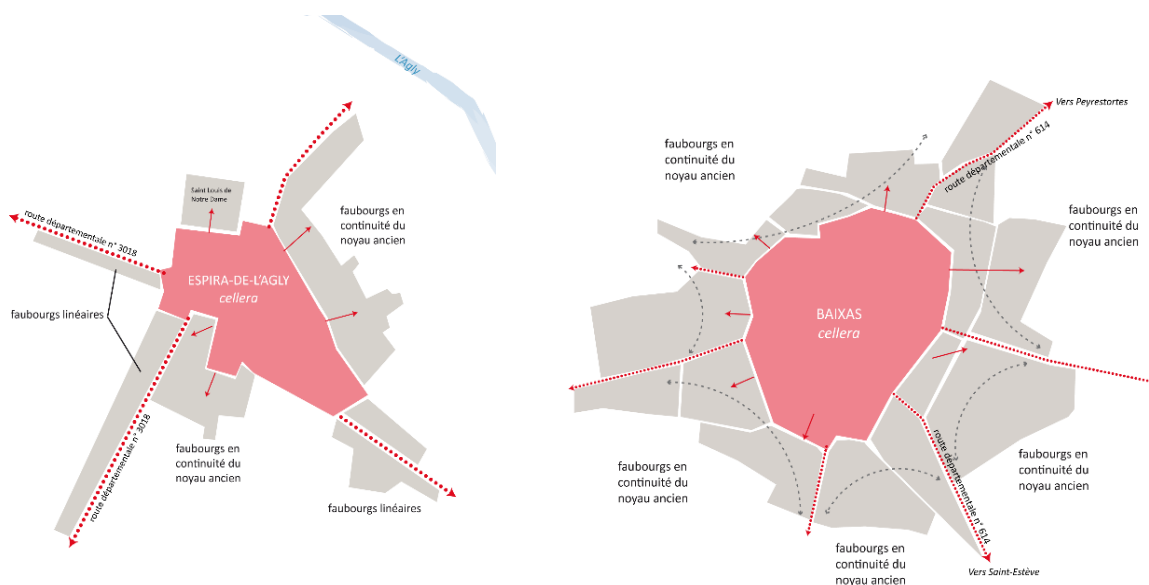 L'Agly
Saint Louis de
Notre Dame
route départementale n° 3018
faubourgs en
continuité du
noyau ancien
ESPIRA-DE-L'AGLY
cellera
faubourgs linéaires
route départementale n° 3018
faubourgs en
continuité du
noyau ancien
faubourgs linéaires
Vers Peyrestortes
route départementale n° 614
faubourgs en
continuité du
noyau ancien
faubourgs en
continuité du
noyau ancien
BAIXAS
cellera
faubourgs en
continuité du
noyau ancien
faubourgs en
continuité du
noyau ancien
route départementale n° 614
faubourgs en
continuité du
noyau ancien
Vers Saint-Estève